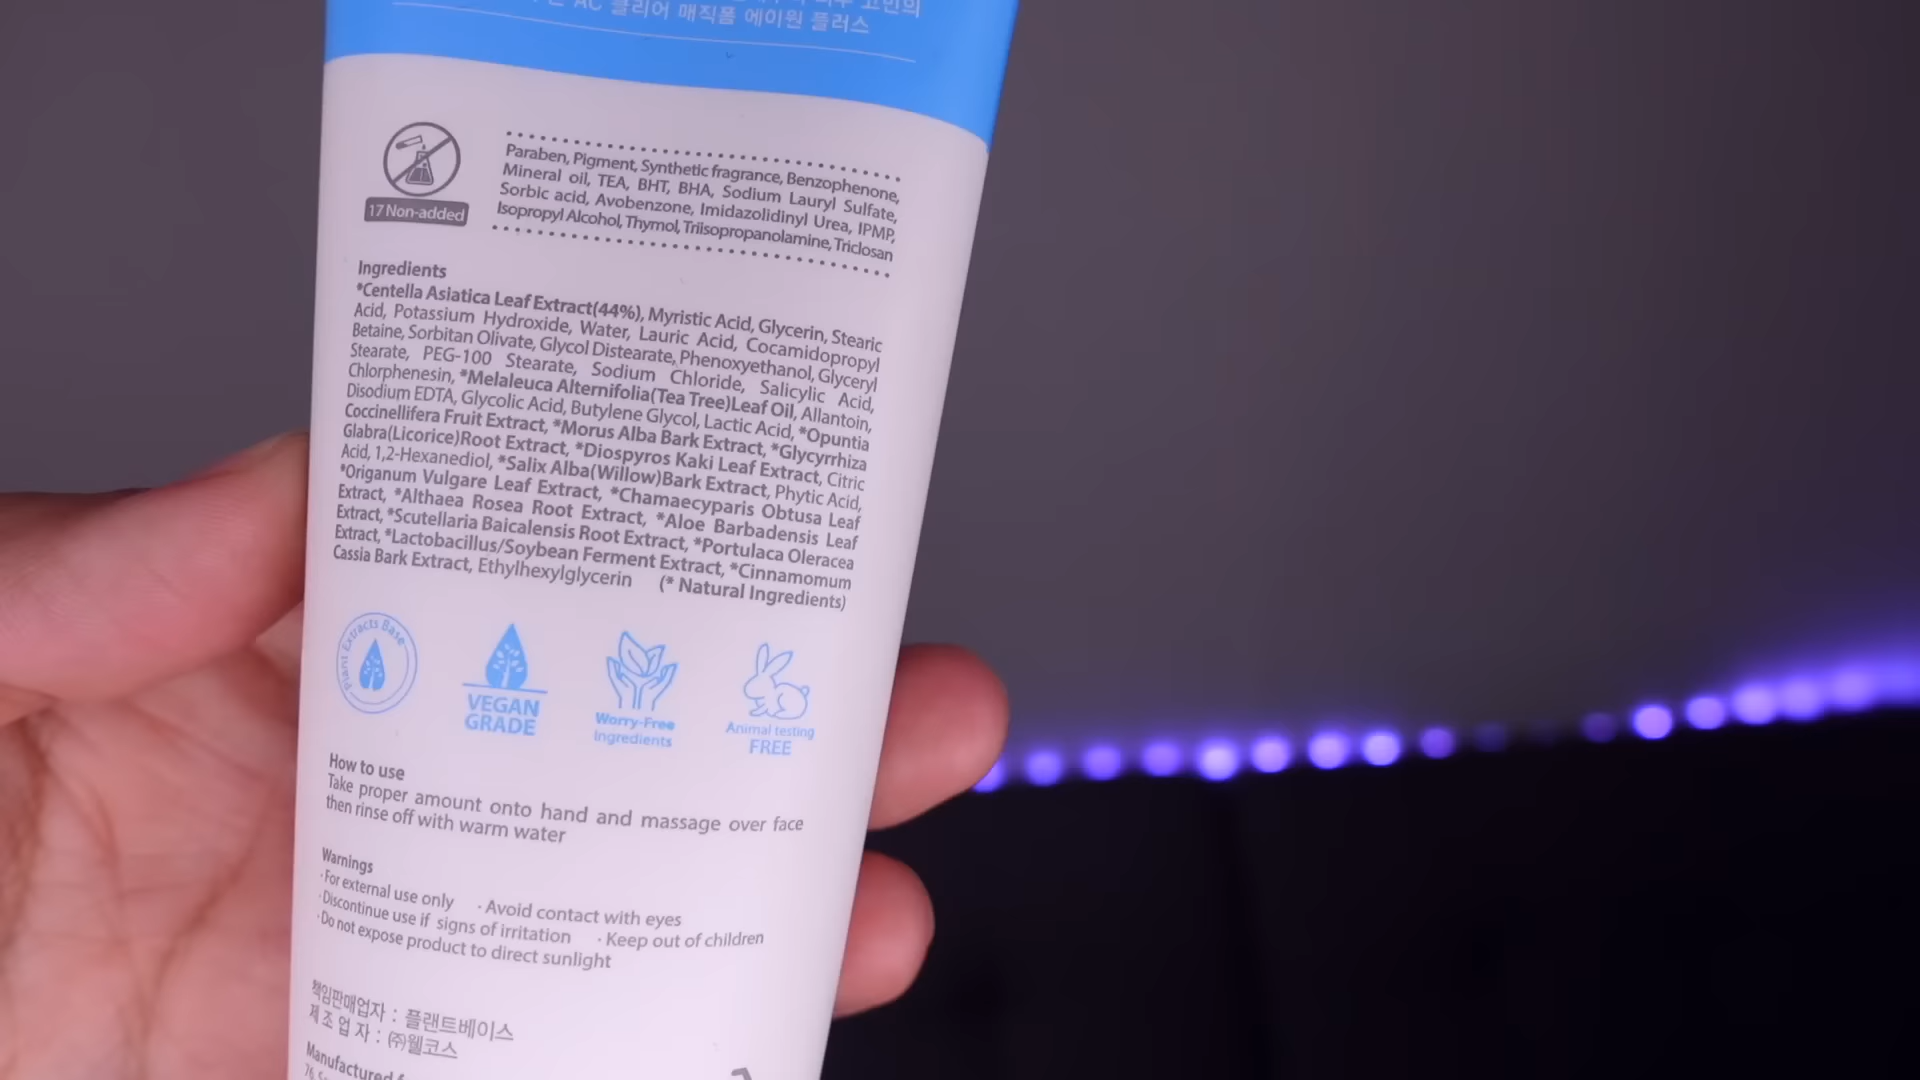 AC 클리어 매직폼 에이원 플러스
17 Non-added
Paraben, Pigment, Synthetic fragrance, Benzophenone,
Mineral oil, TEA, BHT, BHA, Sodium Lauryl Sulfate,
Sorbic acid, Avobenzone, Imidazolidinyl Urea, IPMP,
Isopropyl Alcohol, Thymol, Triisopropanolamine, Triclosan
Ingredients
*Centella Asiatica Leaf Extract(44%), Myristic Acid, Glycerin, Stearic
Acid, Potassium Hydroxide, Water, Lauric Acid, Cocamidopropyl
Betaine, Sorbitan Olivate, Glycol Distearate, Phenoxyethanol, Glyceryl
Stearate, PEG-100 Stearate, Sodium Chloride, Salicylic Acid,
Chlorphenesin, *Melaleuca Alternifolia(Tea Tree)Leaf Oil, Allantoin,
Disodium EDTA, Glycolic Acid, Butylene Glycol, Lactic Acid, *Opuntia
Coccinellifera Fruit Extract, *Morus Alba Bark Extract, *Glycyrrhiza
Glabra(Licorice)Root Extract, *Diospyros Kaki Leaf Extract, Citric
Acid, 1,2-Hexanediol, *Salix Alba(Willow)Bark Extract, Phytic Acid,
*Origanum Vulgare Leaf Extract, *Chamaecyparis Obtusa Leaf
Extract, *Althaea Rosea Root Extract, *Aloe Barbadensis Leaf
Extract, *Scutellaria Baicalensis Root Extract, *Portulaca Oleracea
Extract, *Lactobacillus/Soybean Ferment Extract, *Cinnamomum
Cassia Bark Extract, Ethylhexylglycerin (* Natural Ingredients)
Plant Extracts Base
VEGAN
GRADE
Worry-Free
Ingredients
Animal testing
FREE
How to use
Take proper amount onto hand and massage over face
then rinse off with warm water
Warnings
·For external use only ·Avoid contact with eyes
·Discontinue use if signs of irritation ·Keep out of children
·Do not expose product to direct sunlight
책임판매업자 : 플랜트베이스
제조업자 : ㈜웰코스
Manufactured